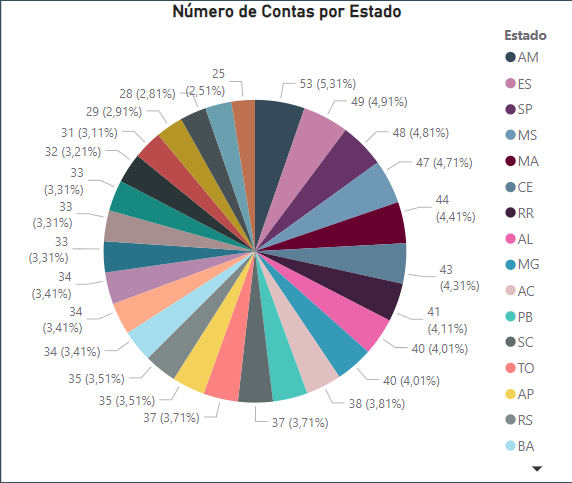 Número de Contas por Estado
53 (5,31%)
49 (4,91%)
48 (4,81%)
47 (4,71%)
44
(4,41%)
43
(4,31%)
41
(4,11%)
40 (4,01%)
40 (4,01%)
38 (3,81%)
37 (3,71%)
37 (3,71%)
35 (3,51%)
35 (3,51%)
34 (3,41%)
34
(3,41%)
34
(3,41%)
33
(3,31%)
33
(3,31%)
33
(3,31%)
32 (3,21%)
31 (3,11%)
29 (2,91%)
28 (2,81%)
25
(2,51%)
Estado
AM
ES
SP
MS
MA
CE
RR
AL
MG
AC
PB
SC
TO
AP
RS
BA